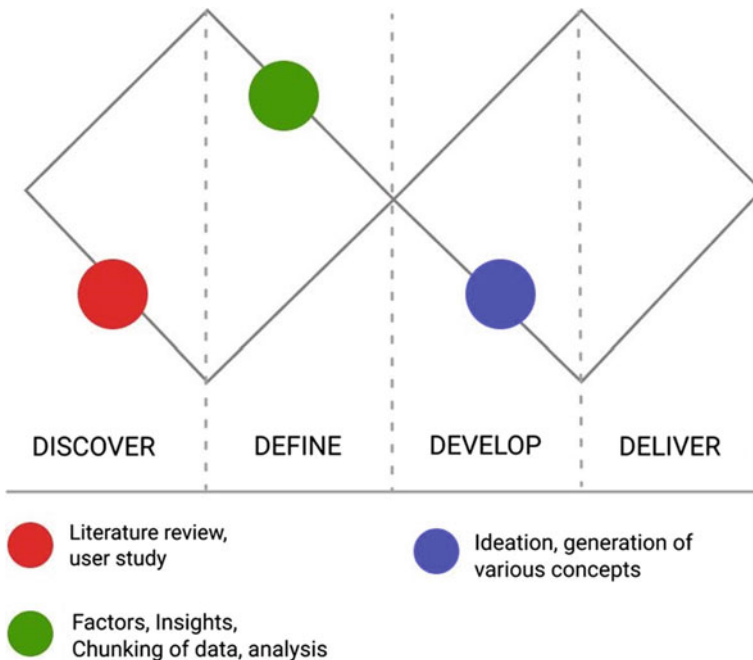 DISCOVER
DEFINE
DEVELOP
DELIVER
Literature review,
user study
Ideation, generation of
various concepts
Factors, Insights,
Chunking of data, analysis